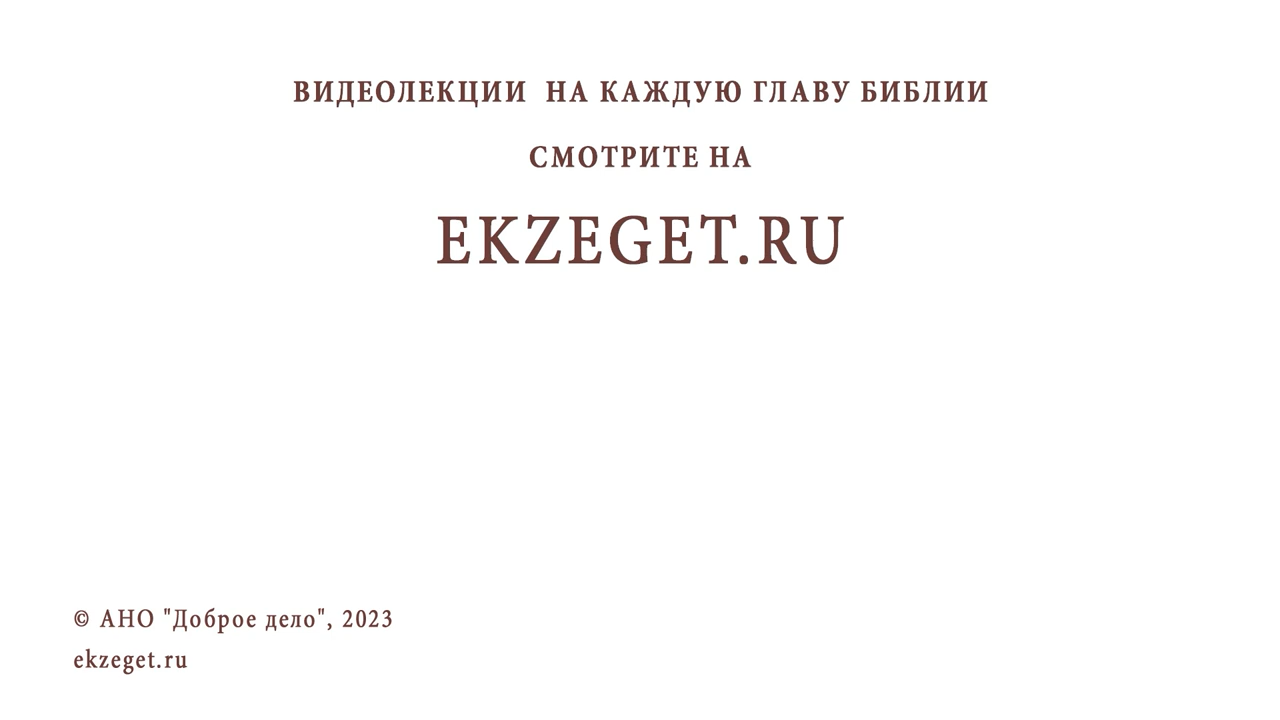 ВИДЕОЛЕКЦИИ НА КАЖДУЮ ГЛАВУ БИБЛИИ
СМОТРИТЕ НА
EKZEGET.RU
© АНО "Доброе дело", 2023
ekzeget.ru